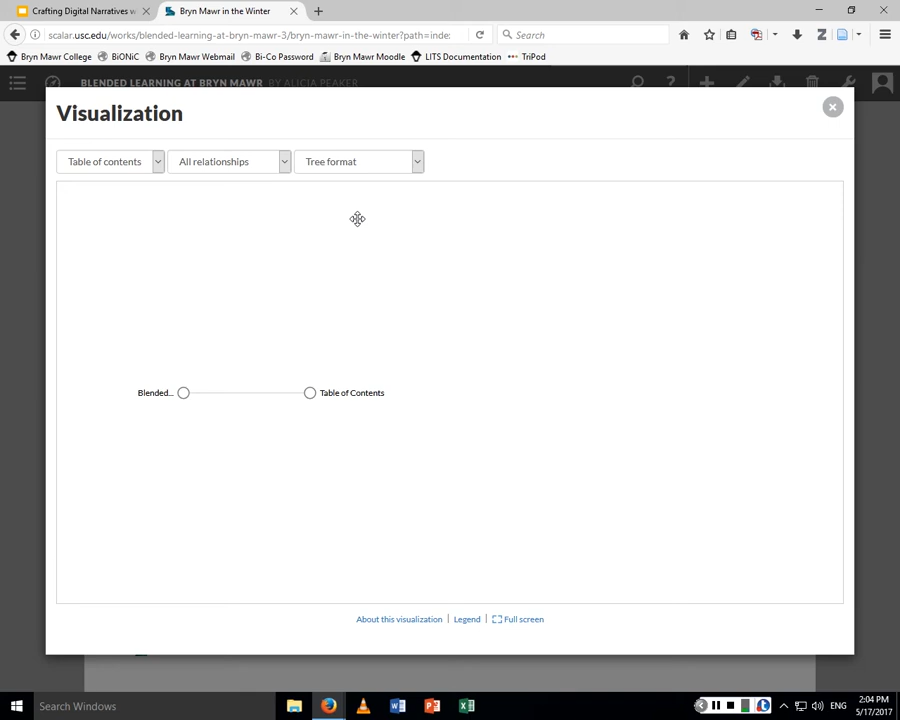 Crafting Digital Narratives w
Bryn Mawr in the Winter
scalar.usc.edu/works/blended-learning-at-bryn-mawr-3/bryn-mawr-in-the-winter?path=inde:
Search
Bryn Mawr College
BiONiC
Bryn Mawr Webmail
Bi-Co Password
Bryn Mawr Moodle
LITS Documentation
TriPod
BLENDED LEARNING AT BRYN MAWR BY ALICIA PEAKER
Visualization
Table of contents
All relationships
Tree format
Blended...
Table of Contents
About this visualization | Legend | Full screen
Search Windows
ENG
2:04 PM
5/17/2017